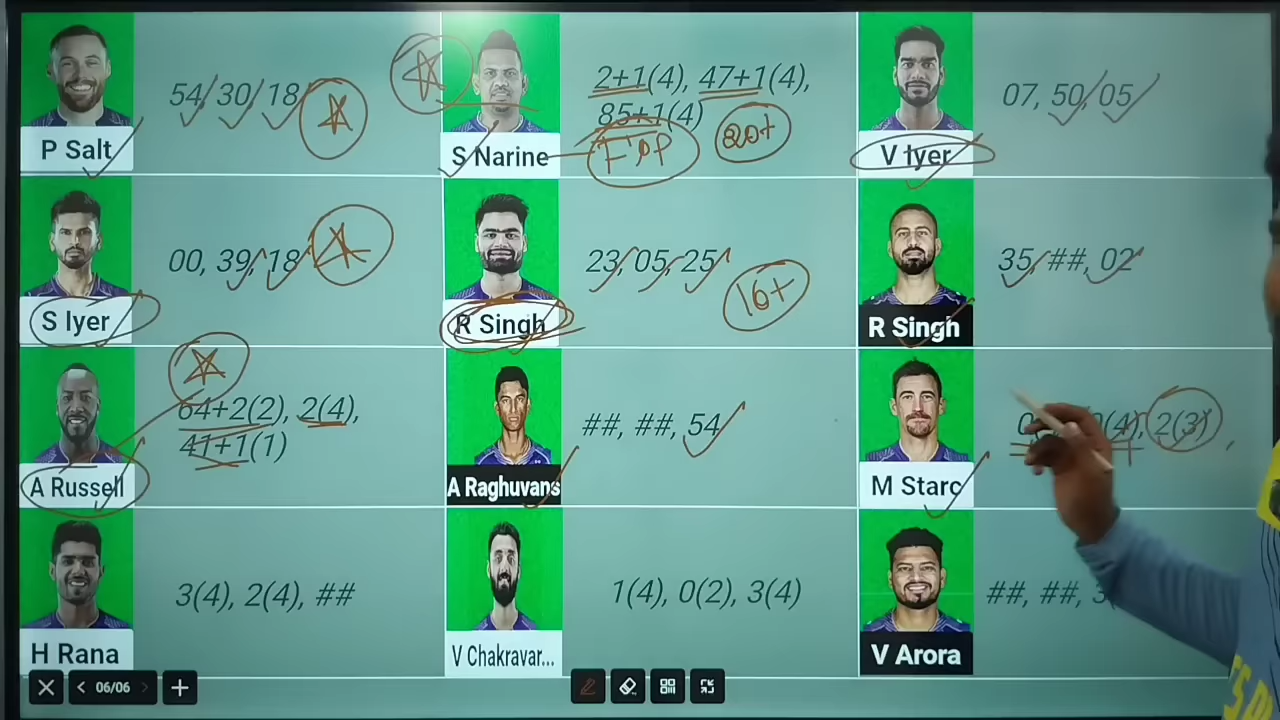 54, 30, 18
P Salt
2+1(4), 47+1(4),
85+1(4)
20+
S Narine
07, 50, 05
V Iyer
00, 39, 18
S Iyer
23, 05, 25
16+
R Singh
35, ##, 02
R Singh
64+2(2), 2(4),
41+1(1)
A Russell
##, ##, 54
A Raghuvans
2(3)
M Starc
3(4), 2(4), ##
H Rana
1(4), 0(2), 3(4)
V Chakravar...
##, ##,
V Arora
06/06